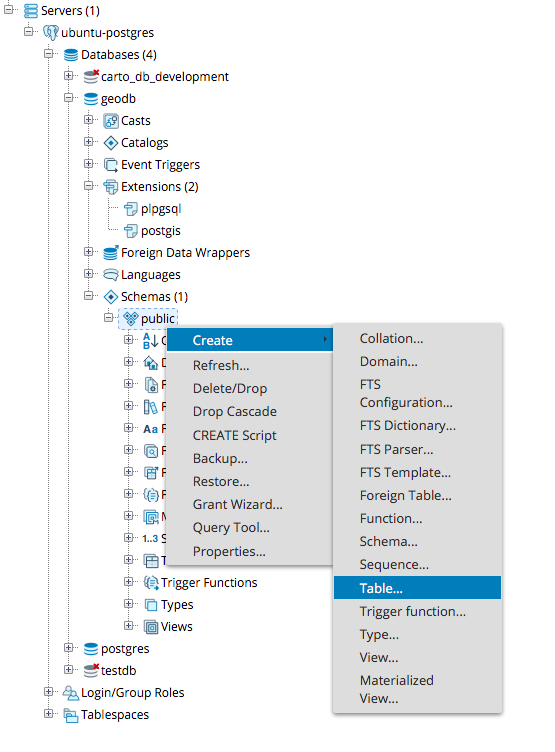 Servers (1)
ubuntu-postgres
Databases (4)
carto_db_development
geodb
Casts
Catalogs
Event Triggers
Extensions (2)
plpgsql
postgis
Foreign Data Wrappers
Languages
Schemas (1)
public
Trigger Functions
Types
Views
postgres
testdb
Login/Group Roles
Tablespaces
Create
Refresh...
Delete/Drop
Drop Cascade
CREATE Script
Backup...
Restore...
Grant Wizard...
Query Tool...
Properties...
Collation...
Domain...
FTS
Configuration...
FTS Dictionary...
FTS Parser...
FTS Template...
Foreign Table...
Function...
Schema...
Sequence...
Table...
Trigger function...
Type...
View...
Materialized
View...